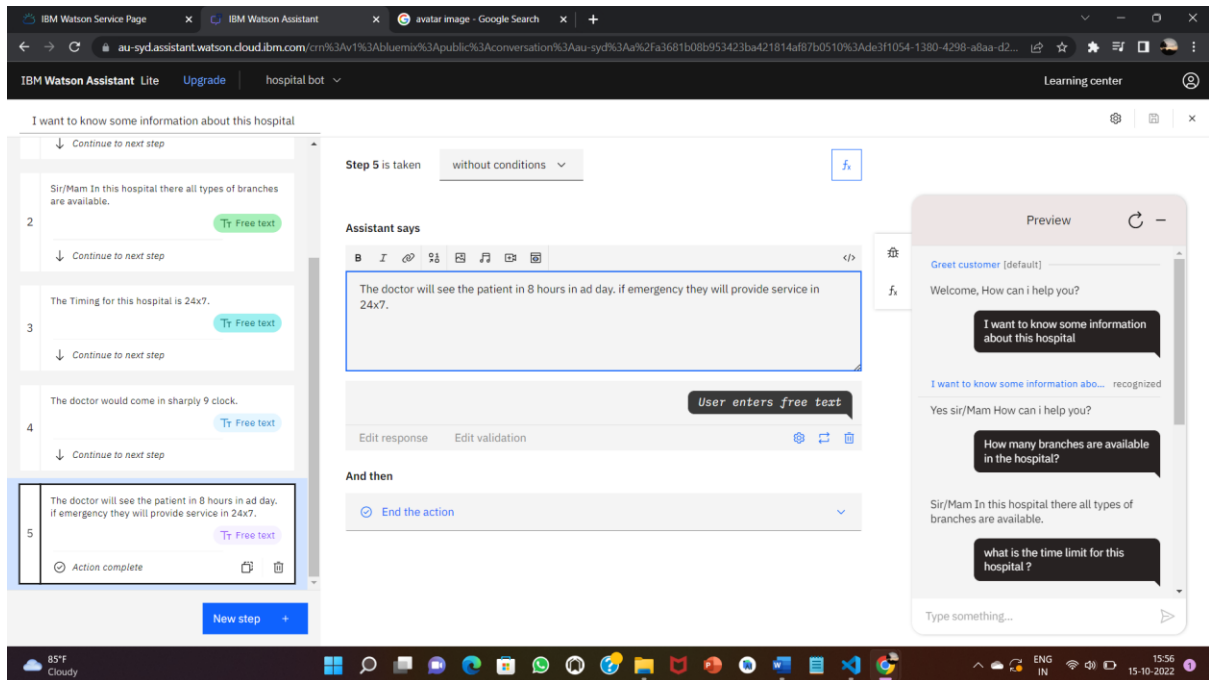 IBM Watson Service Page
IBM Watson Assistant
avatar image - Google Search
au-syd.assistant.watson.cloud.ibm.com/crn%3Av1%3Abluemix%3Apublic%3Aconversation%3Aau-syd%3Aa%2Fa3681b08b953423ba421814af87b0510%3Ade3f1054-1380-4298-a8aa-d2...
IBM Watson Assistant Lite
Upgrade
hospital bot
Learning center
I want to know some information about this hospital
Continue to next step
2
Sir/Mam In this hospital there all types of branches
are available.
Free text
Continue to next step
3
The Timing for this hospital is 24x7.
Free text
Continue to next step
4
The doctor would come in sharply 9 clock.
Free text
Continue to next step
5
The doctor will see the patient in 8 hours in ad day.
if emergency they will provide service in 24x7.
Free text
Action complete
New step +
Step 5 is taken
without conditions
fx
Assistant says
B I </>
The doctor will see the patient in 8 hours in ad day. if emergency they will provide service in
24x7.
User enters free text
Edit response
Edit validation
And then
End the action
fx
Preview
Greet customer [default]
Welcome, How can i help you?
I want to know some information
about this hospital
I want to know some information abo... recognized
Yes sir/Mam How can i help you?
How many branches are available
in the hospital?
Sir/Mam In this hospital there all types of
branches are available.
what is the time limit for this
hospital ?
Type something...
85°F
Cloudy
ENG
IN
15:56
15-10-2022
1